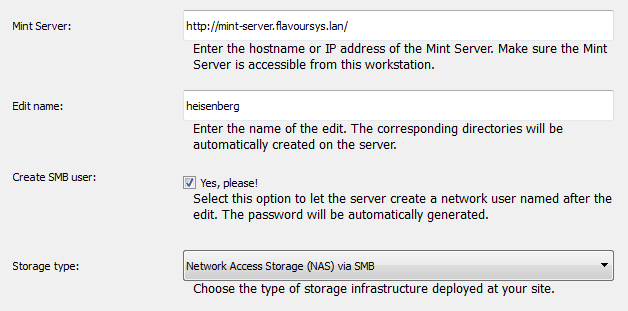 Mint Server:
http://mint-server.flavoursys.lan/
Enter the hostname or IP address of the Mint Server. Make sure the Mint
Server is accessible from this workstation.
Edit name:
heisenberg
Enter the name of the edit. The corresponding directories will be
automatically created on the server.
Create SMB user:
Yes, please!
Select this option to let the server create a network user named after the
edit. The password will be automatically generated.
Storage type:
Network Access Storage (NAS) via SMB
Choose the type of storage infrastructure deployed at your site.